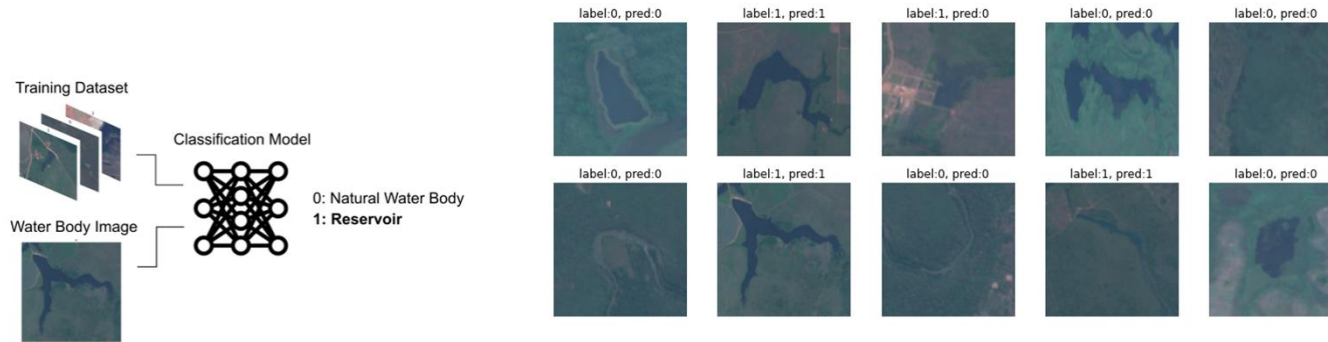 Training Dataset
Classification Model
0: Natural Water Body
1: Reservoir
Water Body Image
label:0, pred:0
label:1, pred:1
label:1, pred:0
label:0, pred:0
label:0, pred:0
label:0, pred:0
label:1, pred:1
label:0, pred:0
label:1, pred:1
label:0, pred:0